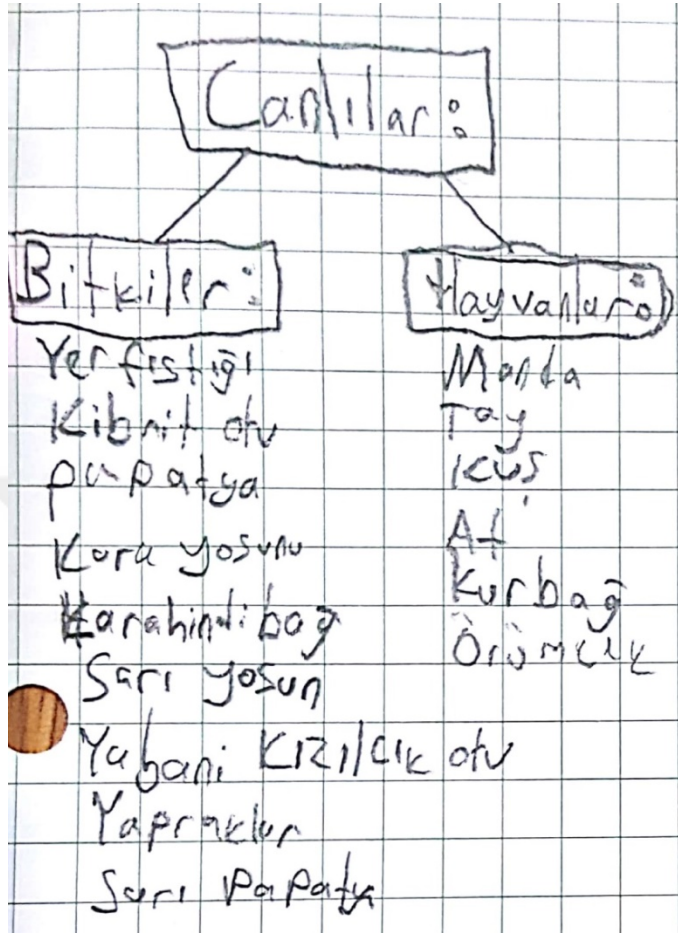 Canlılar:
Bitkiler:
Yer fıstığı
Kibrit otu
papatya
Kara yosunu
Karahindibağ
Sarı yosun
Yabani Kızılcık otu
Yapraklar
Sarı Papatya
Hayvanlar:
Manda
Tay
Kuş
At
Kurbağ
Örümcek